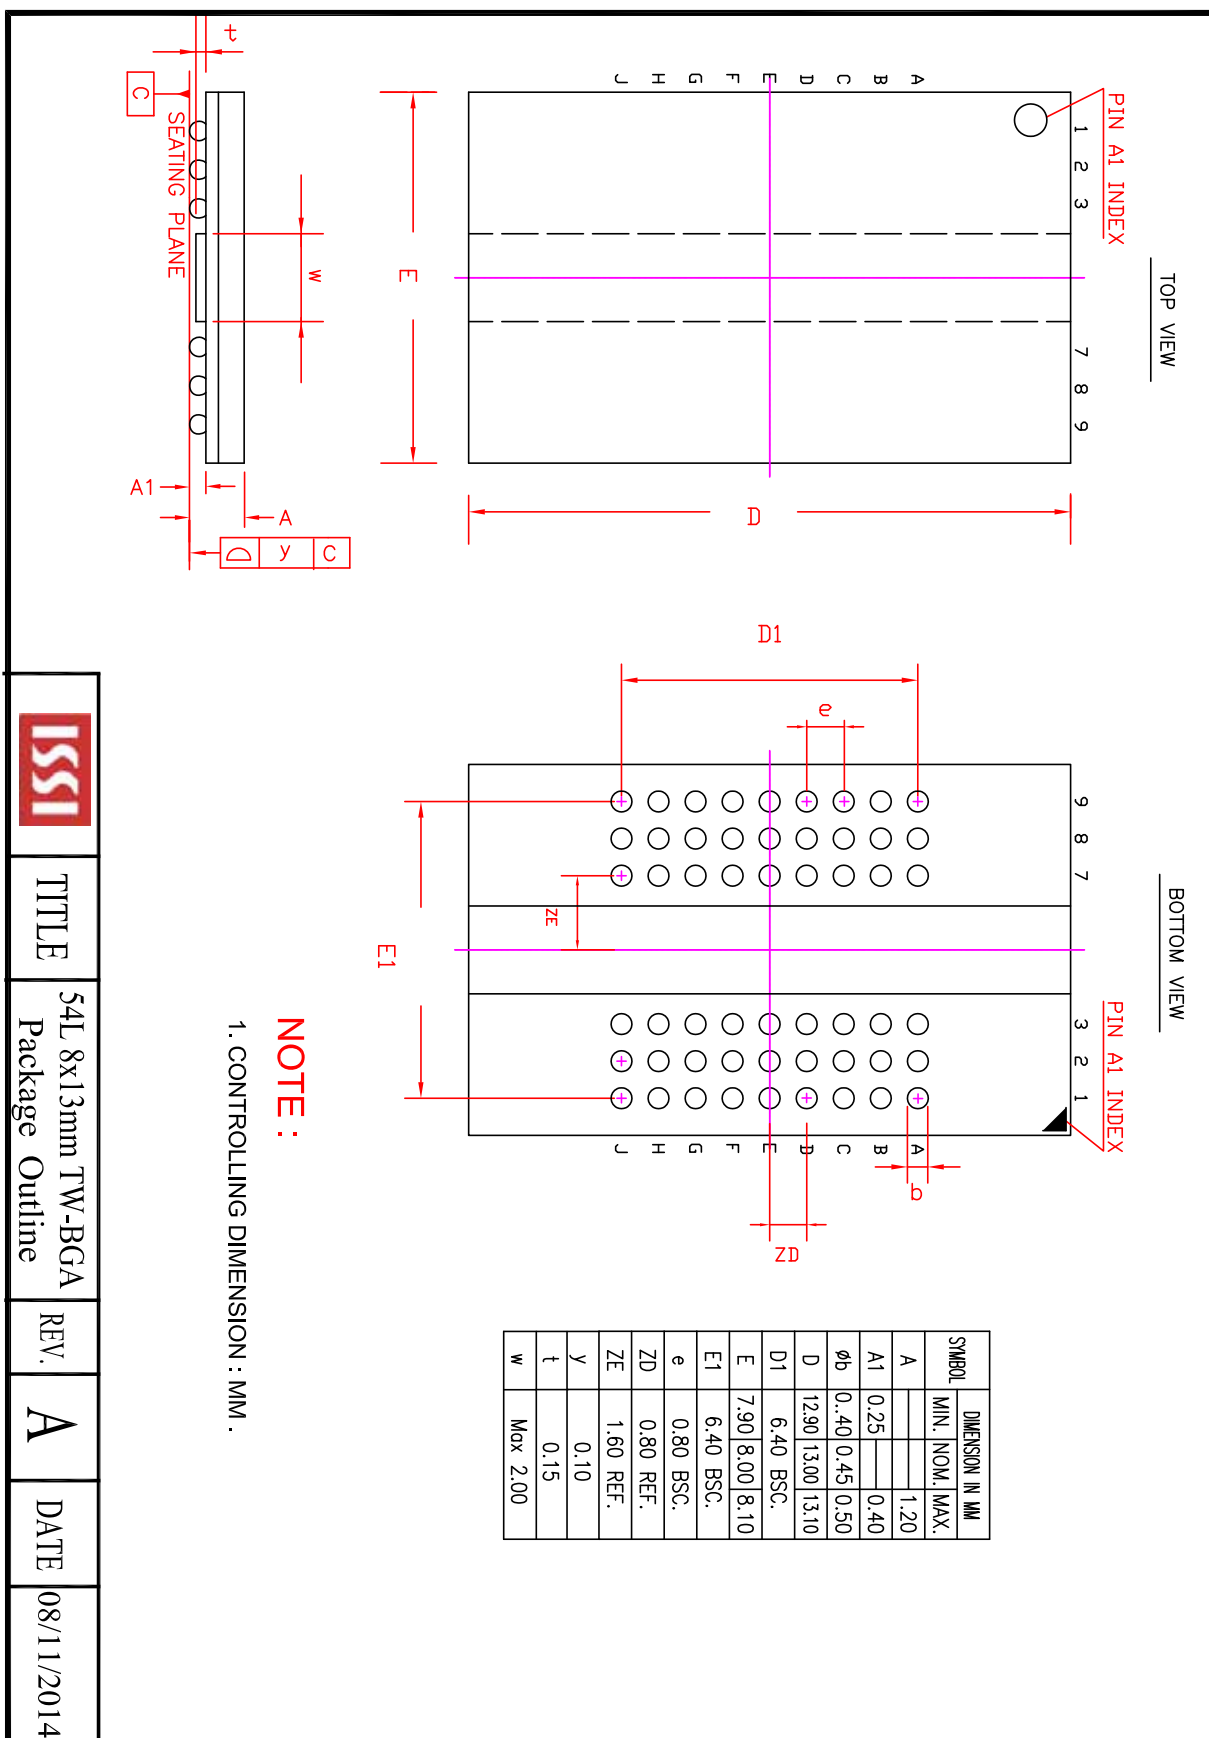 TOP VIEW
PIN A1 INDEX
1 2 3 7 8 9
A
B
C
D
E
F
G
H
J
E
D
t
C
SEATING PLANE
w
A1
A
y C
BOTTOM VIEW
PIN A1 INDEX
9 8 7 3 2 1
A
B
C
D
E
F
G
H
J
D1
e
ZE
E1
b
ZD
SYMBOL DIMENSION IN MM
MIN. NOM. MAX.
A 1.20
A1 0.25 0.40
øb 0..40 0.45 0.50
D 12.90 13.00 13.10
D1 6.40 BSC.
E 7.90 8.00 8.10
E1 6.40 BSC.
e 0.80 BSC.
ZD 0.80 REF.
ZE 1.60 REF.
y 0.10
t 0.15
w Max 2.00
NOTE :
1. CONTROLLING DIMENSION : MM .
ISSI
TITLE
54L 8x13mm TW-BGA
Package Outline
REV.
A
DATE
08/11/2014